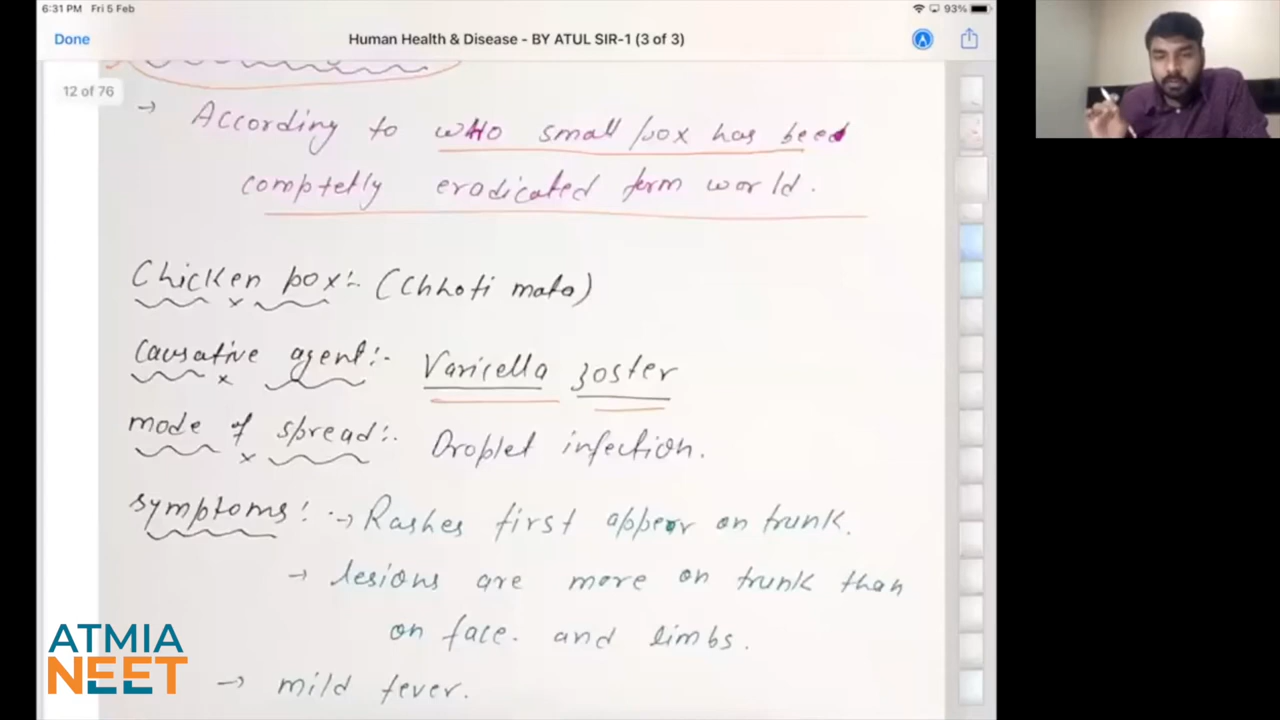 6:31 PM Fri 5 Feb
93%
Done
Human Health & Disease - BY ATUL SIR-1 (3 of 3)
12 of 76
→ According to WHO small pox has beed
comptetly eradicated ferm world.
Chicken pox:- (Chhoti mata)
Causative agent:- Varicella zoster
mode of spread:- Droplet infection.
symptoms: → Rashes first apper on trunk.
→ lesions are more on trunk than
on face. and limbs.
→ mild fever.
ATMIA
NEET